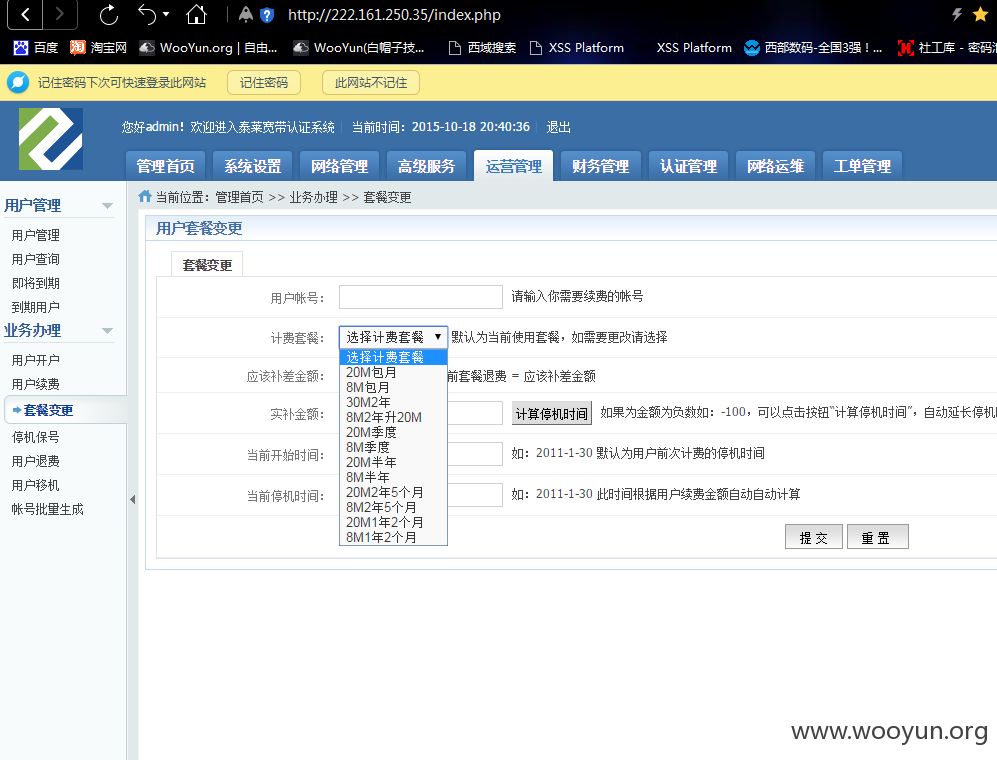 http://222.161.250.35/index.php
百度 淘宝网 WooYun.org | 自由... WooYun(白帽子技... 西域搜索 XSS Platform XSS Platform 西部数码-全国3强！... 社工库 - 密码泄
记住密码下次可快速登录此网站 记住密码 此网站不记住
您好admin! 欢迎进入泰莱宽带认证系统 当前时间：2015-10-18 20:40:36 退出
管理首页 系统设置 网络管理 高级服务 运营管理 财务管理 认证管理 网络运维 工单管理
当前位置：管理首页 >> 业务办理 >> 套餐变更
用户管理
用户管理
用户查询
即将到期
到期用户
业务办理
用户开户
用户续费
套餐变更
停机保号
用户退费
用户移机
帐号批量生成
用户套餐变更
套餐变更
用户帐号： 请输入你需要续费的帐号
计费套餐： 选择计费套餐 默认为当前使用套餐，如需要更改请选择
选择计费套餐
20M包月
8M包月
30M2年
8M2年升20M
20M季度
8M季度
20M半年
8M半年
20M2年5个月
8M2年5个月
20M1年2个月
8M1年2个月
应该补差金额： 前套餐退费 = 应该补差金额
实补金额： 计算停机时间 如果为金额为负数如：-100，可以点击按钮"计算停机时间"，自动延长停机
当前开始时间： 如：2011-1-30 默认为用户前次计费的停机时间
当前停机时间： 如：2011-1-30 此时间根据用户续费金额自动自动计算
提 交 重 置
www.wooyun.org